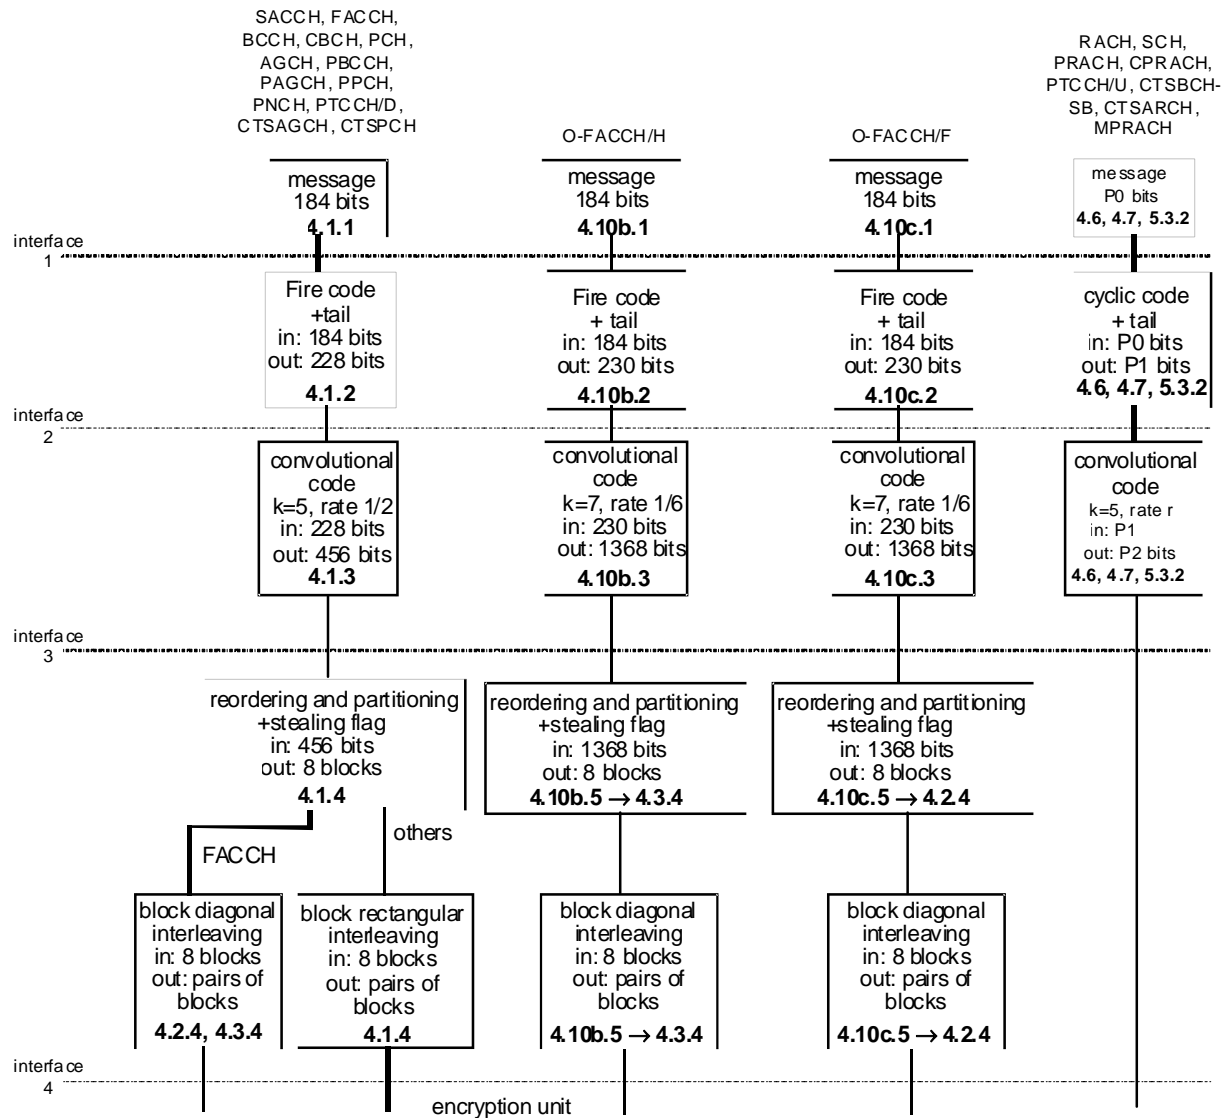 SACCH, FACCH,
BCCH, CBCH, PCH,
AGCH, PBCCH,
PAGCH, PPCH,
PNCH, PTCCH/D,
CTSAGCH, CTSPCH
O-FACCH/H
O-FACCH/F
RACH, SCH,
PRACH, CPRACH,
PTCCH/U, CTSBCH-
SB, CTSARCH,
MPRACH
message
184 bits
4.1.1
message
184 bits
4.10b.1
message
184 bits
4.10c.1
message
P0 bits
4.6, 4.7, 5.3.2
interface
1
Fire code
+tail
in: 184 bits
out: 228 bits
4.1.2
Fire code
+ tail
in: 184 bits
out: 230 bits
4.10b.2
Fire code
+ tail
in: 184 bits
out: 230 bits
4.10c.2
cyclic code
+ tail
in: P0 bits
out: P1 bits
4.6, 4.7, 5.3.2
interface
2
convolutional
code
k=5, rate 1/2
in: 228 bits
out: 456 bits
4.1.3
convolutional
code
k=7, rate 1/6
in: 230 bits
out: 1368 bits
4.10b.3
convolutional
code
k=7, rate 1/6
in: 230 bits
out: 1368 bits
4.10c.3
convolutional
code
k=5, rate r
in: P1
out: P2 bits
4.6, 4.7, 5.3.2
interface
3
reordering and partitioning
+stealing flag
in: 456 bits
out: 8 blocks
4.1.4
reordering and partitioning
+stealing flag
in: 1368 bits
out: 8 blocks
4.10b.5 → 4.3.4
reordering and partitioning
+stealing flag
in: 1368 bits
out: 8 blocks
4.10c.5 → 4.2.4
FACCH
others
block diagonal
interleaving
in: 8 blocks
out: pairs of
blocks
4.2.4, 4.3.4
block rectangular
interleaving
in: 8 blocks
out: pairs of
blocks
4.1.4
block diagonal
interleaving
in: 8 blocks
out: pairs of
blocks
4.10b.5 → 4.3.4
block diagonal
interleaving
in: 8 blocks
out: pairs of
blocks
4.10c.5 → 4.2.4
interface
4
encryption unit